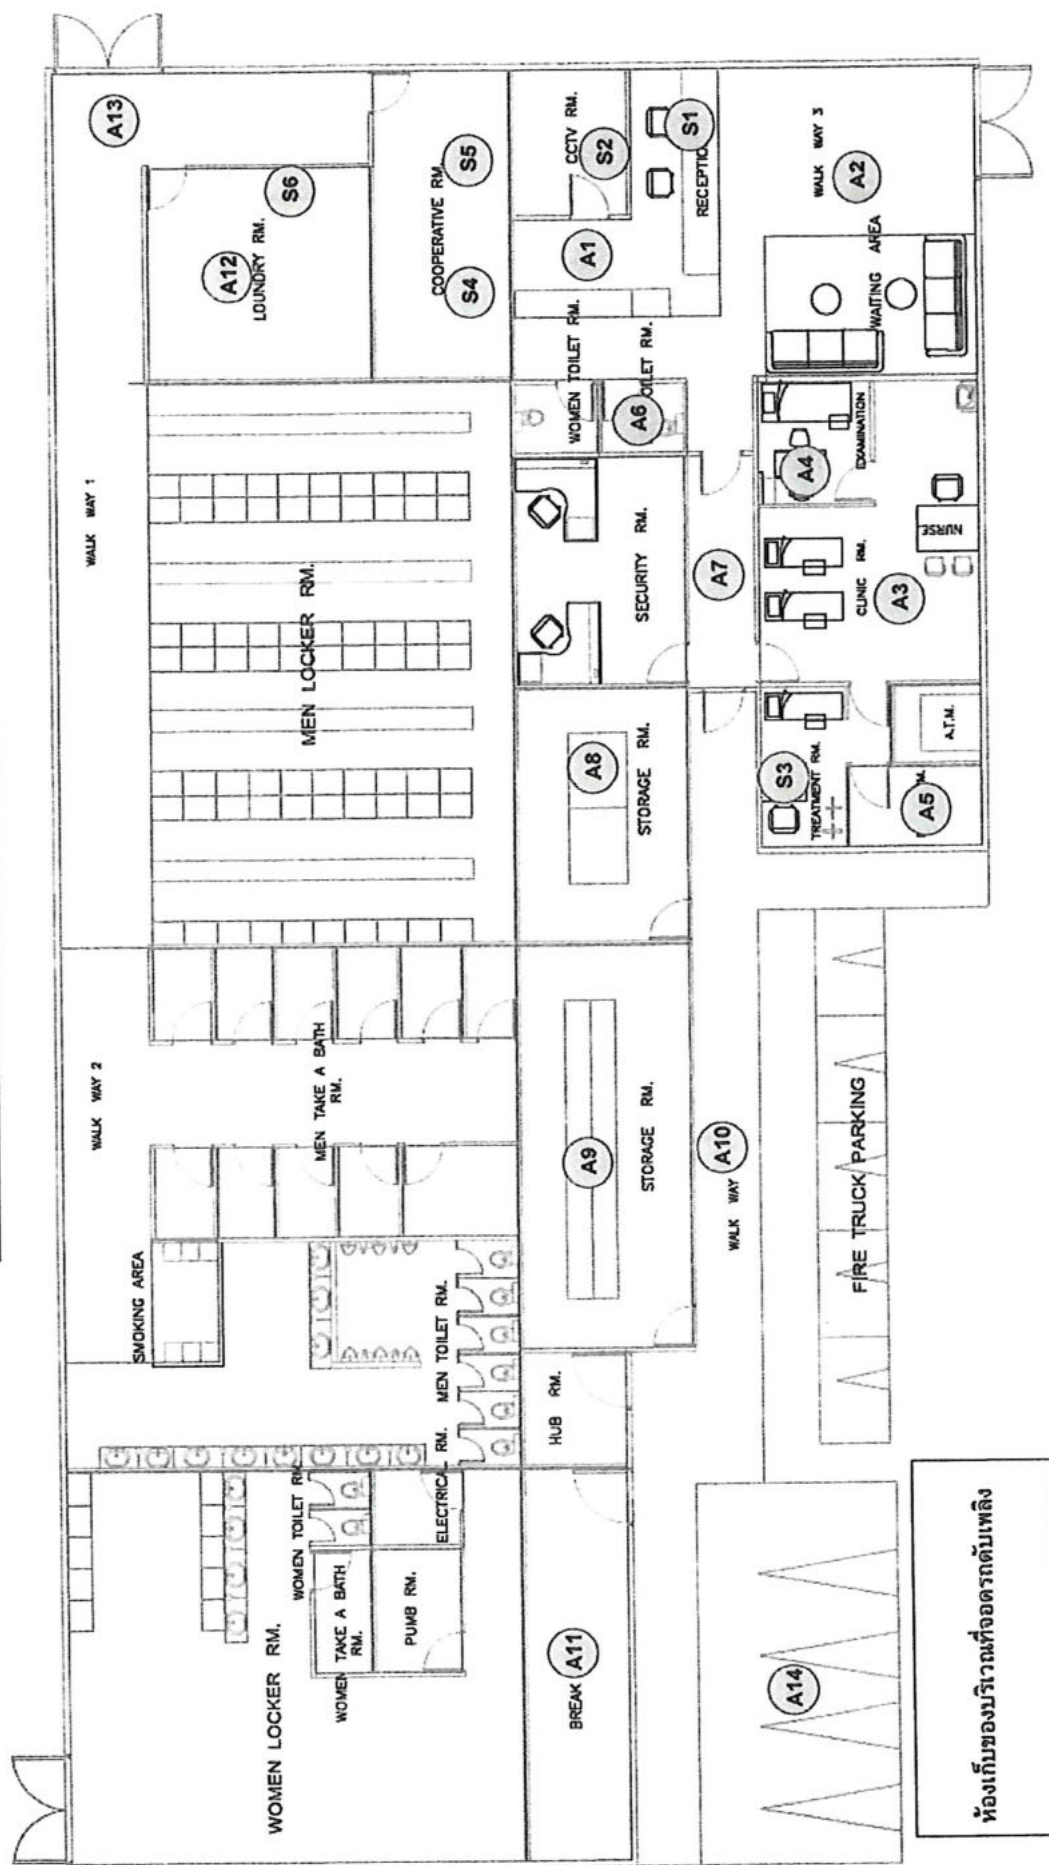 A13
WALK WAY 1
S6
A12
LOUNDRY RM.
COOPERATIVE RM.
S5
S4
CCTV RM.
S2
S1
RECEPTIO
A1
WALK WAY 3
A2
WAITING AREA
WOMEN TOILET RM.
OILET RM.
A6
MEN LOCKER RM.
SECURITY RM.
A7
A4
EXAMINATION
NURSE
CLINIC RM.
A3
A8
STORAGE RM.
S3
TREATMENT RM.
A.T.M.
A5
M.
WALK WAY 2
MEN TAKE A BATH
RM.
A9
STORAGE RM.
A10
WALK WAY
FIRE TRUCK PARKING
SMOKING AREA
MEN TOILET RM.
HUB RM.
ELECTRICAL RM.
WOMEN TOILET RM.
WOMEN TAKE A BATH
RM.
PUMB RM.
WOMEN LOCKER RM.
BREAK
A11
A14
ห้องเก็บของบริเวณที่จอดรถดับเพลิง